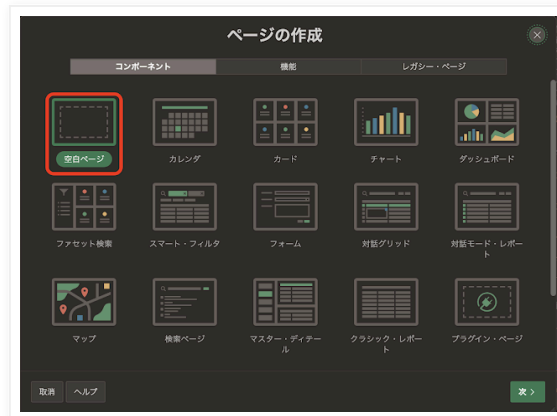 ページの作成
コンポーネント
機能
レガシー・ページ
空白ページ
カレンダ
カード
チャート
ダッシュボード
ファセット検索
スマート・フィルタ
フォーム
対話グリッド
対話モード・レポー
ト
マップ
検索ページ
マスター・ディテー
ル
クラシック・レポー
ト
プラグイン・ページ
取消
ヘルプ
次